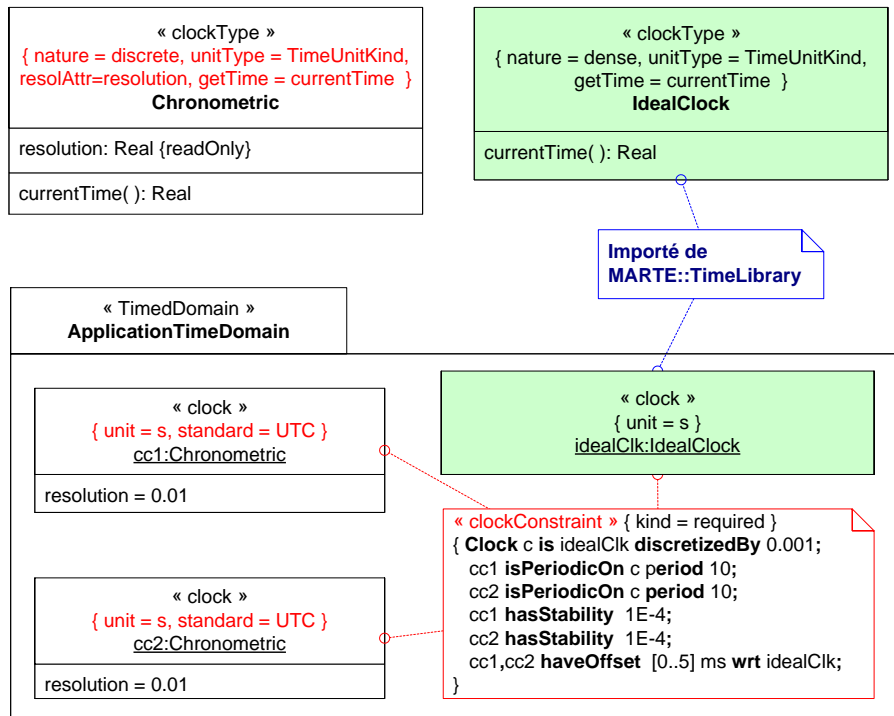 « clockType »
{ nature = discrete, unitType = TimeUnitKind,
resolAttr=resolution, getTime = currentTime }
Chronometric
resolution: Real {readOnly}
currentTime( ): Real
« clockType »
{ nature = dense, unitType = TimeUnitKind,
getTime = currentTime }
IdealClock
currentTime( ): Real
Importé de
MARTE::TimeLibrary
« TimedDomain »
ApplicationTimeDomain
« clock »
{ unit = s, standard = UTC }
cc1:Chronometric
resolution = 0.01
« clock »
{ unit = s }
idealClk:IdealClock
« clock »
{ unit = s, standard = UTC }
cc2:Chronometric
resolution = 0.01
« clockConstraint » { kind = required }
{ Clock c is idealClk discretizedBy 0.001;
cc1 isPeriodicOn c period 10;
cc2 isPeriodicOn c period 10;
cc1 hasStability 1E-4;
cc2 hasStability 1E-4;
cc1,cc2 haveOffset [0..5] ms wrt idealClk;
}